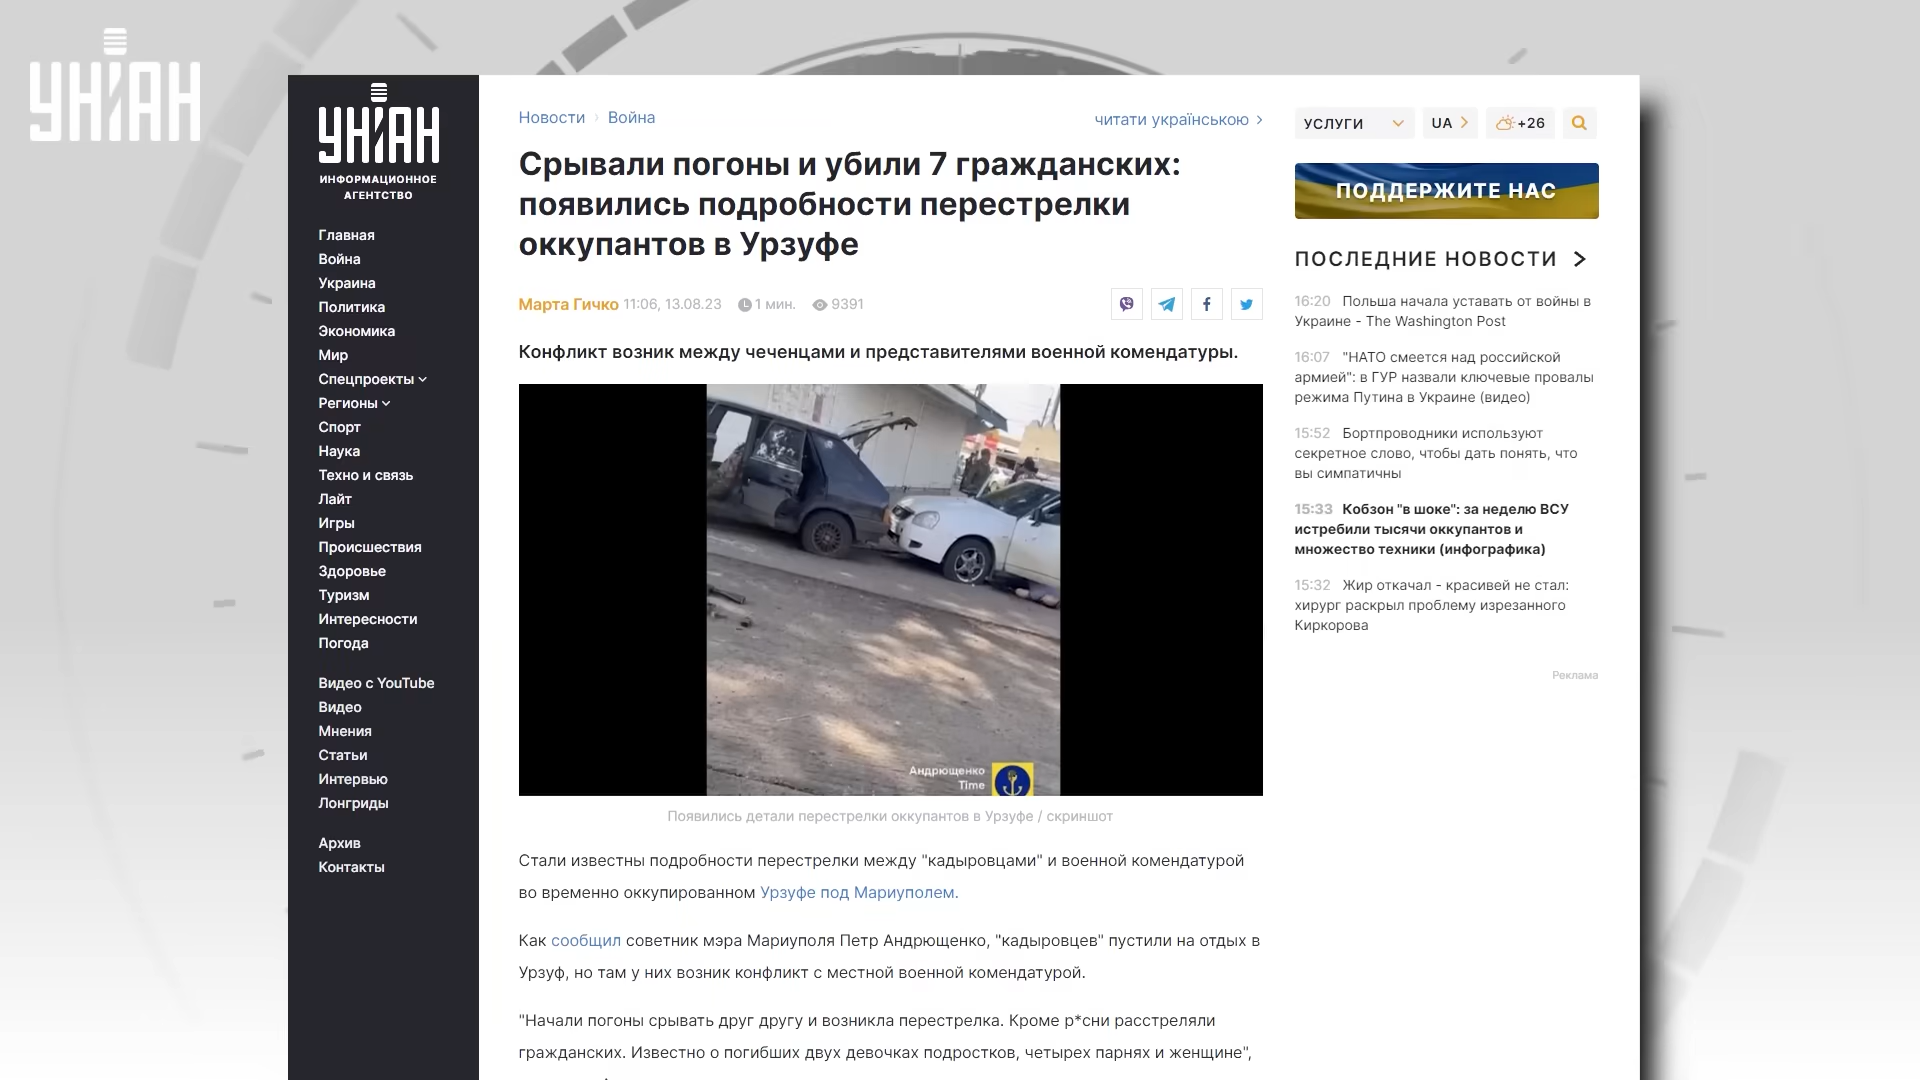 УНІАН
УНІАН
ИНФОРМАЦИОННОЕ
АГЕНТСТВО
Главная
Война
Украина
Политика
Экономика
Мир
Спецпроекты
Регионы
Спорт
Наука
Техно и связь
Лайт
Игры
Происшествия
Здоровье
Туризм
Интересности
Погода
Видео с YouTube
Видео
Мнения
Статьи
Интервью
Лонгриды
Архив
Контакты
Новости › Война
читати українською
Срывали погоны и убили 7 гражданских:
появились подробности перестрелки
оккупантов в Урзуфе
Марта Гичко 11:06, 13.08.23 1 мин. 9391
Конфликт возник между чеченцами и представителями военной комендатуры.
Андрющенко
Time
Появились детали перестрелки оккупантов в Урзуфе / скриншот
Стали известны подробности перестрелки между "кадыровцами" и военной комендатурой
во временно оккупированном Урзуфе под Мариуполем.
Как сообщил советник мэра Мариуполя Петр Андрющенко, "кадыровцев" пустили на отдых в
Урзуф, но там у них возник конфликт с местной военной комендатурой.
"Начали погоны срывать друг другу и возникла перестрелка. Кроме р*сни расстреляли
гражданских. Известно о погибших двух девочках подростков, четырех парнях и женщине",
УСЛУГИ
UA
+26
ПОДДЕРЖИТЕ НАС
ПОСЛЕДНИЕ НОВОСТИ
16:20 Польша начала уставать от войны в
Украине - The Washington Post
16:07 "НАТО смеется над российской
армией": в ГУР назвали ключевые провалы
режима Путина в Украине (видео)
15:52 Бортпроводники используют
секретное слово, чтобы дать понять, что
вы симпатичны
15:33 Кобзон "в шоке": за неделю ВСУ
истребили тысячи оккупантов и
множество техники (инфографика)
15:32 Жир откачал - красивей не стал:
хирург раскрыл проблему изрезанного
Киркорова
Реклама